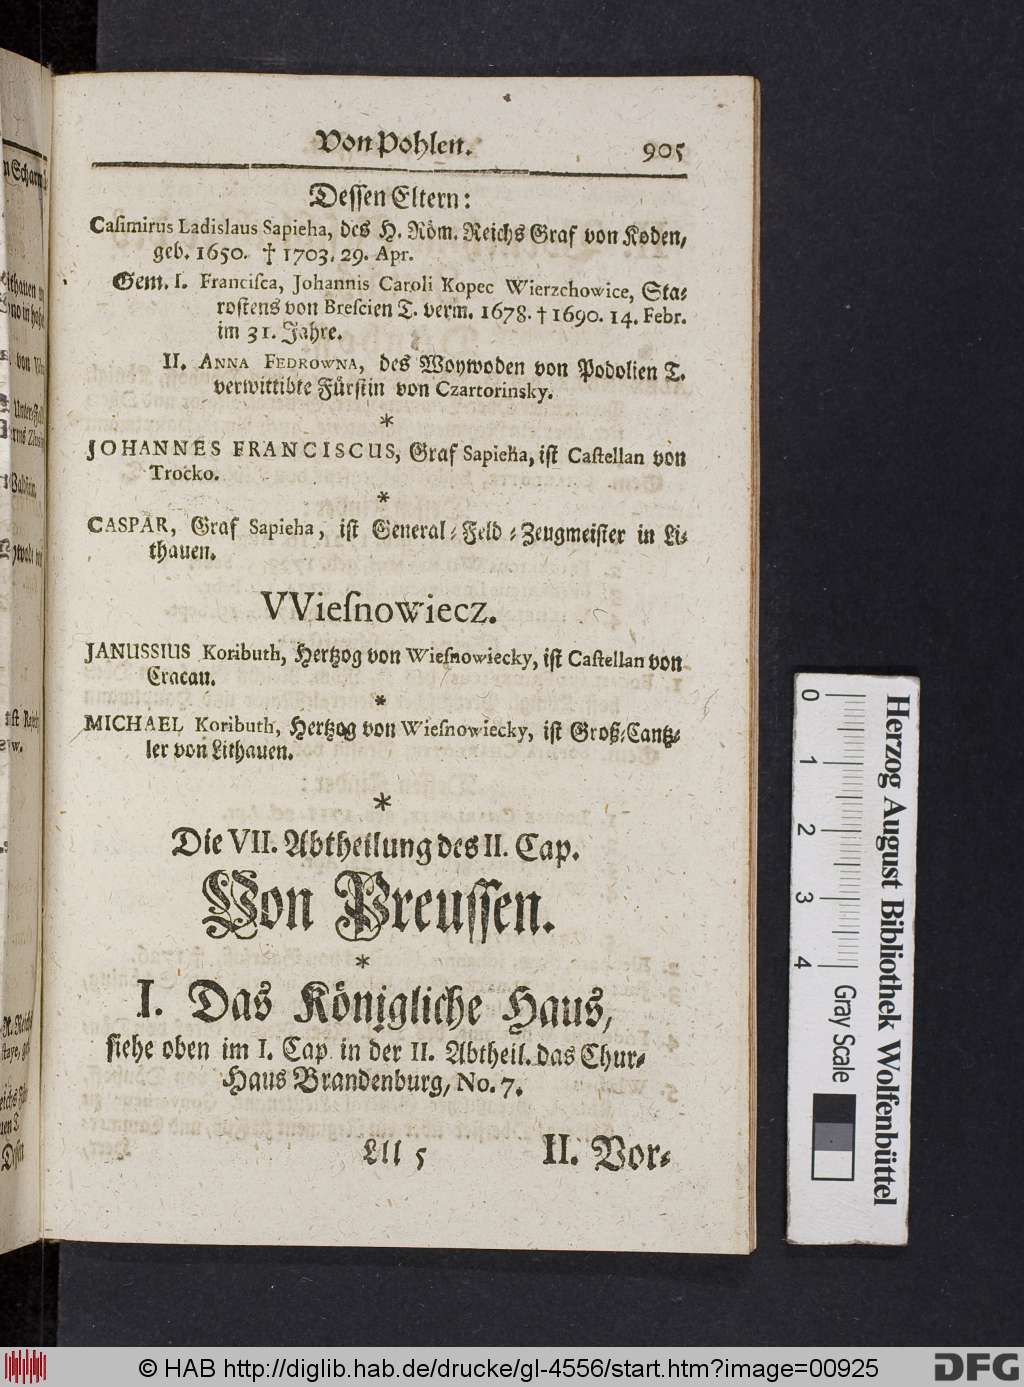 Von Pohlen. 905
Dessen Eltern:
Casimirus Ladislaus Sapieha, des H. Röm. Reichs Graf von Koden,
geb. 1650. † 1703. 29. Apr.
Gem. I. Francisca, Johannis Caroli Kopec Wierzchowice, Sta-
rostens von Brescien T. verm. 1678. † 1690. 14. Febr.
im 31. Jahre.
II. ANNA FEDROWNA, des Woywoden von Podolien T.
verwittibte Fürstin von Czartorinsky.
*
JOHANNES FRANCISCUS, Graf Sapieha, ist Castellan von
Trocko.
*
CASPAR, Graf Sapieha, ist General-Feld-Zeugmeister in Li-
thauen.
VViesnowiecz.
JANUSSIUS Koributh, Hertzog von Wiesnowiecky, ist Castellan von
Cracau.
*
MICHAEL Koributh, Hertzog von Wiesnowiecky, ist Groß-Cantz-
ler von Lithauen.
*
Die VII. Abtheilung des II. Cap.
Von Preussen.
*
I. Das Königliche Haus,
siehe oben im I. Cap in der II. Abtheil. das Chur-
Haus Brandenburg, No. 7.
Lll 5 II. Vor-
0 1 2 3 4 Gray Scale
Herzog August Bibliothek Wolfenbüttel
© HAB http://diglib.hab.de/drucke/gl-4556/start.htm?image=00925
DFG